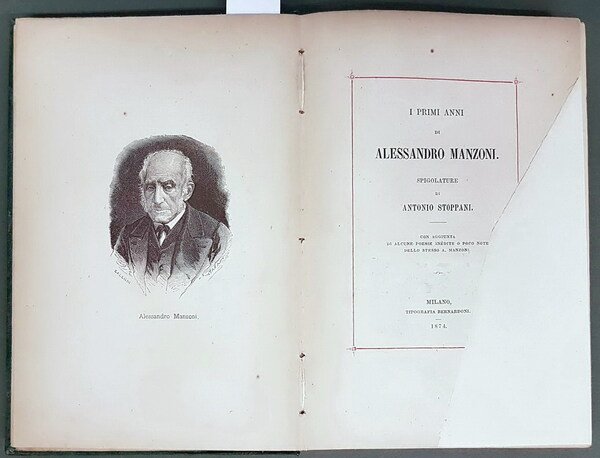 Alessandro Manzoni.
I PRIMI ANNI
DI
ALESSANDRO MANZONI.
SPIGOLATURE
DI
ANTONIO STOPPANI.
CON AGGIUNTA
DI ALCUNE POESIE INEDITE O POCO NOTE
DELLO STESSO A. MANZONI.
MILANO,
TIPOGRAFIA BERNARDONI.
1874.